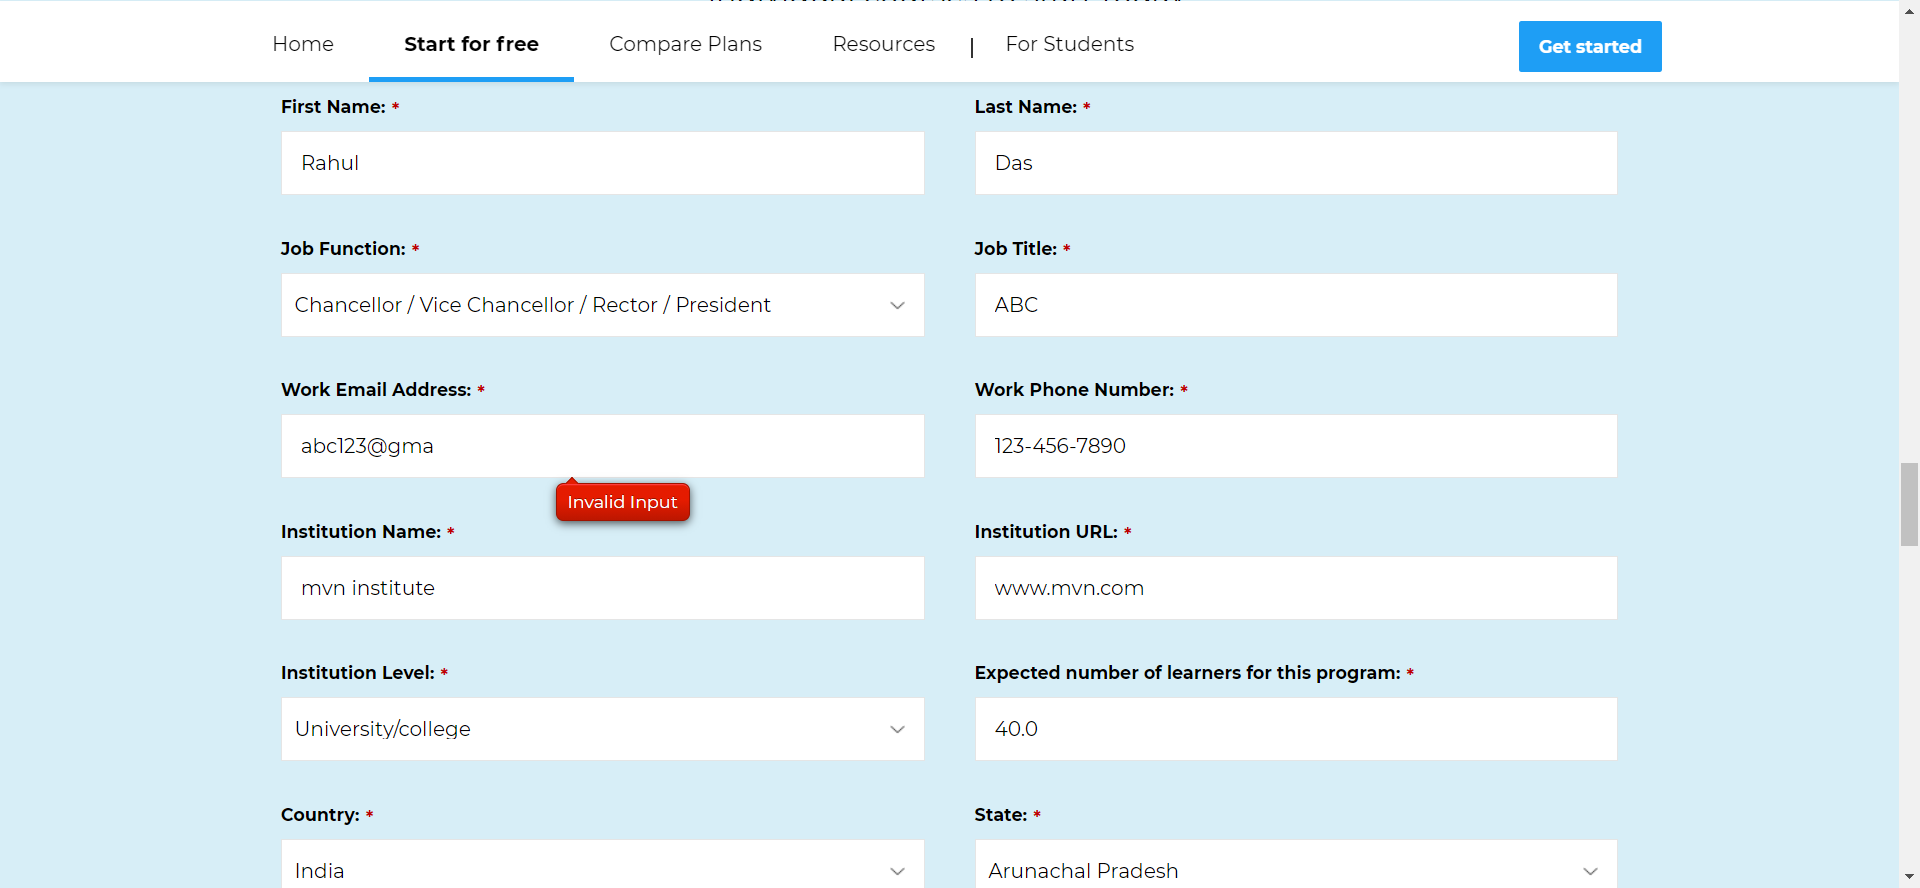 Home Start for free Compare Plans Resources | For Students Get started
First Name: * Last Name: *
Rahul Das
Job Function: * Job Title: *
Chancellor / Vice Chancellor / Rector / President ABC
Work Email Address: * Work Phone Number: *
abc123@gma 123-456-7890
Invalid Input
Institution Name: * Institution URL: *
mvn institute www.mvn.com
Institution Level: * Expected number of learners for this program: *
University/college 40.0
Country: * State: *
India Arunachal Pradesh